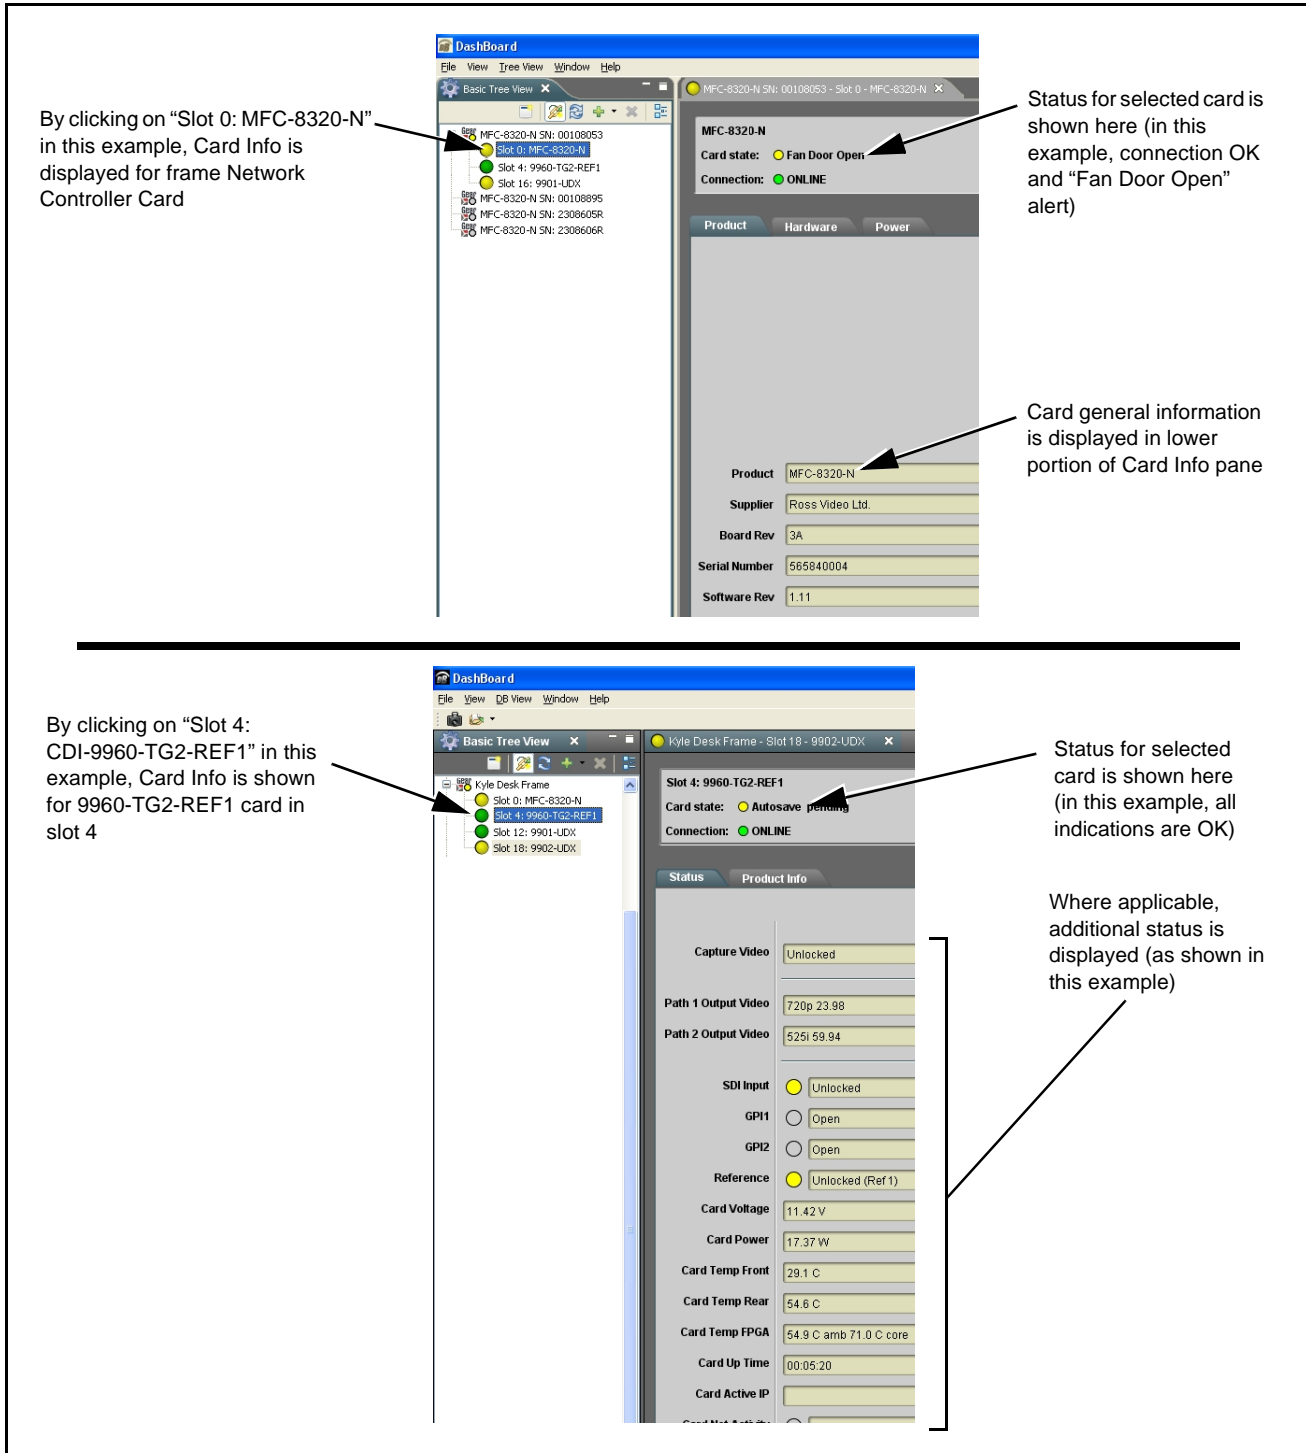 DashBoard
File View Tree View Window Help
Basic Tree View
MFC-8320-N SN: 00108053 - Slot 0 - MFC-8320-N
By clicking on “Slot 0: MFC-8320-N”
in this example, Card Info is
displayed for frame Network
Controller Card
MFC-8320-N SN: 00108053
Slot 0: MFC-8320-N
Slot 4: 9960-TG2-REF1
Slot 16: 9901-UDX
MFC-8320-N SN: 00108895
MFC-8320-N SN: 2308605R
MFC-8320-N SN: 2308606R
MFC-8320-N
Card state: Fan Door Open
Connection: ONLINE
Status for selected card is
shown here (in this
example, connection OK
and “Fan Door Open”
alert)
Product Hardware Power
Card general information
is displayed in lower
portion of Card Info pane
Product MFC-8320-N
Supplier Ross Video Ltd.
Board Rev 3A
Serial Number 565840004
Software Rev 1.11
DashBoard
File View DB View Window Help
Basic Tree View
Kyle Desk Frame - Slot 18 - 9902-UDX
By clicking on “Slot 4:
CDI-9960-TG2-REF1” in this
example, Card Info is shown
for 9960-TG2-REF1 card in
slot 4
Kyle Desk Frame
Slot 0: MFC-8320-N
Slot 4: 9960-TG2-REF1
Slot 12: 9901-UDX
Slot 18: 9902-UDX
Slot 4: 9960-TG2-REF1
Card state: Autosave pending
Connection: ONLINE
Status for selected
card is shown here
(in this example, all
indications are OK)
Status Product Info
Where applicable,
additional status is
displayed (as shown in
this example)
Capture Video Unlocked
Path 1 Output Video 720p 23.98
Path 2 Output Video 525i 59.94
SDI Input Unlocked
GPI1 Open
GPI2 Open
Reference Unlocked (Ref 1)
Card Voltage 11.42 V
Card Power 17.37 W
Card Temp Front 29.1 C
Card Temp Rear 54.6 C
Card Temp FPGA 54.9 C amb 71.0 C core
Card Up Time 00:05:20
Card Active IP
Card Net Activity